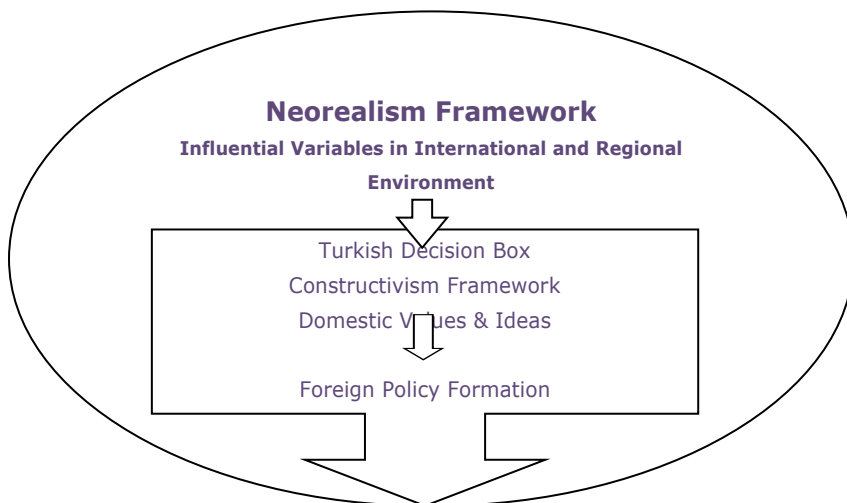 Neorealism Framework
Influential Variables in International and Regional
Environment
Turkish Decision Box
Constructivism Framework
Domestic Values & Ideas
Foreign Policy Formation